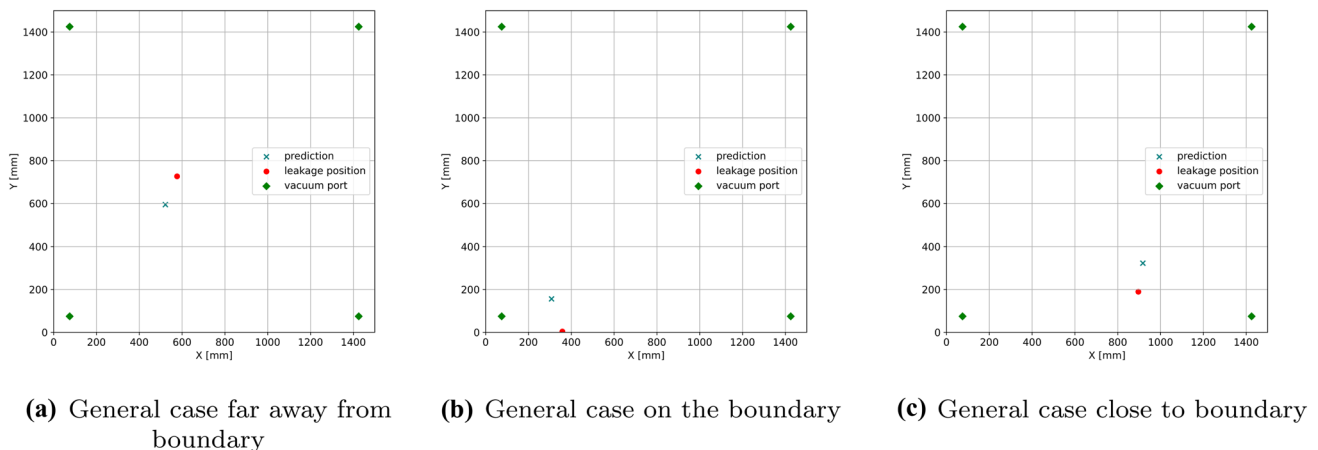 1400
1200
1000
800
600
400
200
0
Y [mm]
0 200 400 600 800 1000 1200 1400
X [mm]
prediction
leakage position
vacuum port
(a) General case far away from
boundary
1400
1200
1000
800
600
400
200
0
Y [mm]
0 200 400 600 800 1000 1200 1400
X [mm]
prediction
leakage position
vacuum port
(b) General case on the boundary
1400
1200
1000
800
600
400
200
0
Y [mm]
0 200 400 600 800 1000 1200 1400
X [mm]
prediction
leakage position
vacuum port
(c) General case close to boundary